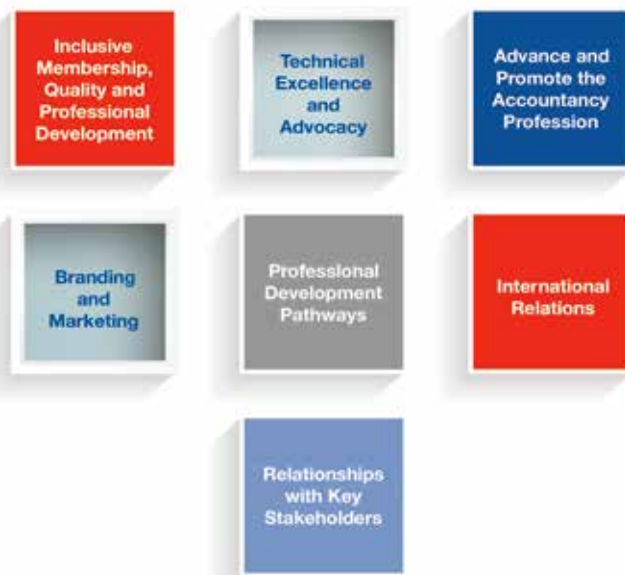 Inclusive
Membership,
Quality and
Professional
Development
Technical
Excellence
and
Advocacy
Advance and
Promote the
Accountancy
Profession
Branding
and
Marketing
Professional
Development
Pathways
International
Relations
Relationships
with Key
Stakeholders